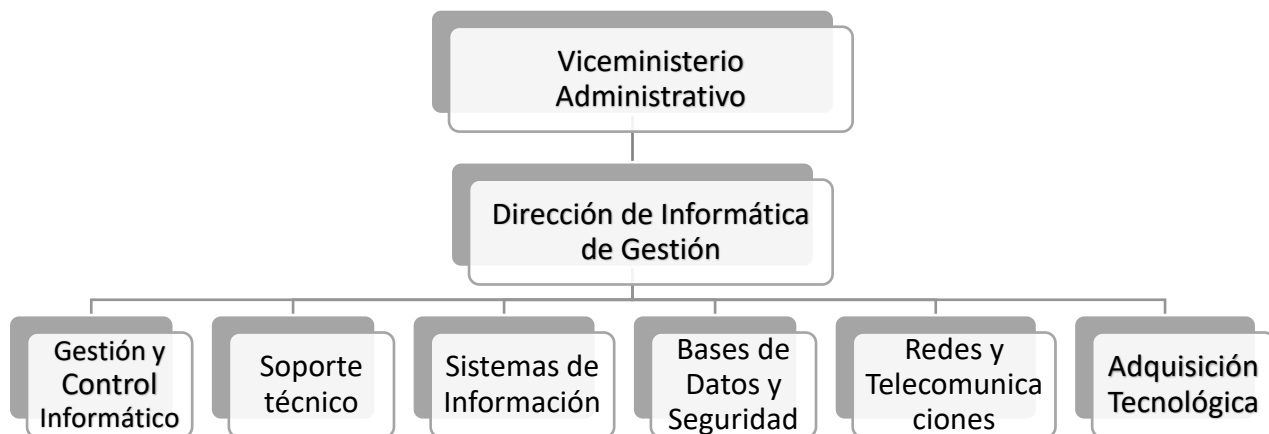 Viceministerio
Administrativo
Dirección de Informática
de Gestión
Gestión y
Control
Informático
Soporte
técnico
Sistemas de
Información
Bases de
Datos y
Seguridad
Redes y
Telecomunica
ciones
Adquisición
Tecnológica